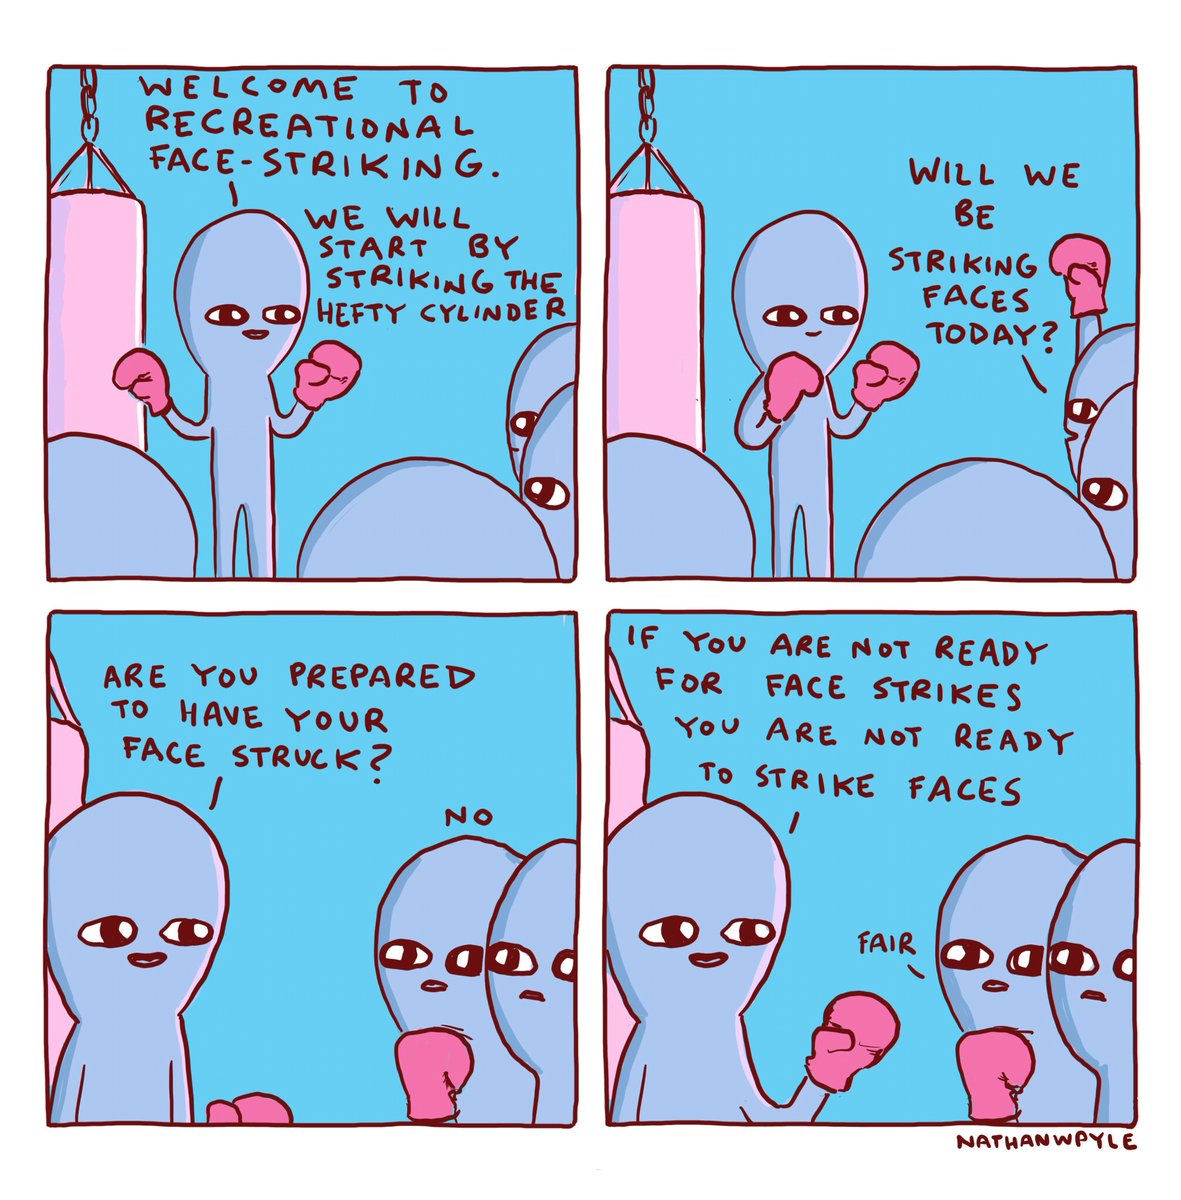 WELCOME TO
RECREATIONAL
FACE-STRIKING.
WE WILL
START BY
STRIKING THE
HEFTY CYLINDER
WILL WE
BE
STRIKING
FACES
TODAY?
ARE YOU PREPARED
TO HAVE YOUR
FACE STRUCK?
NO
IF YOU ARE NOT READY
FOR FACE STRIKES
YOU ARE NOT READY
TO STRIKE FACES
FAIR
NATHANWPYLE